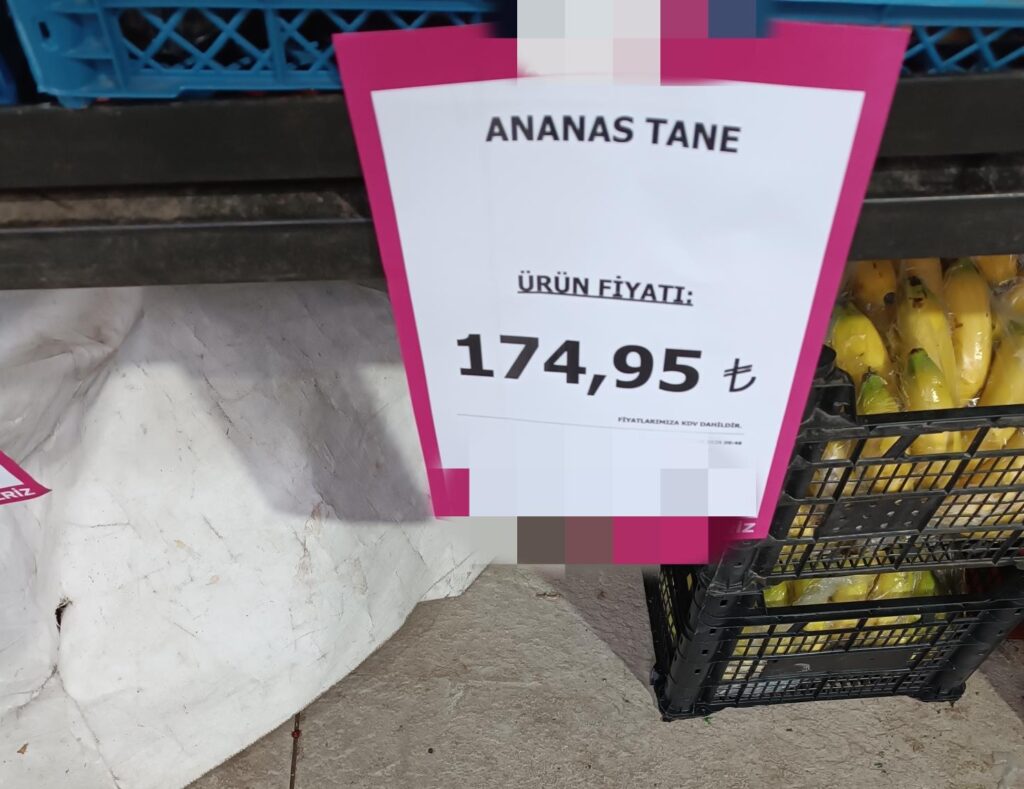 ANANAS TANE
ÜRÜN FİYATI;
174,95 ₺
FİYATLARIMIZA KDV DAHİLDİR.